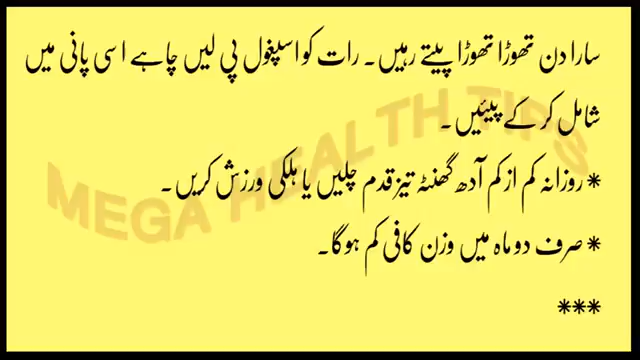 سارا دن تھوڑا تھوڑا پیتے رہیں۔ رات کو اسپغول پی لیں چاہے اسی پانی میں
شامل کر کے پیئیں۔
MEGA HEALTH TIPS
* روزانہ کم از کم آدھ گھنٹہ تیز قدم چلیں یا ہلکی ورزش کریں۔
* صرف دو ماہ میں وزن کافی کم ہوگا۔
***